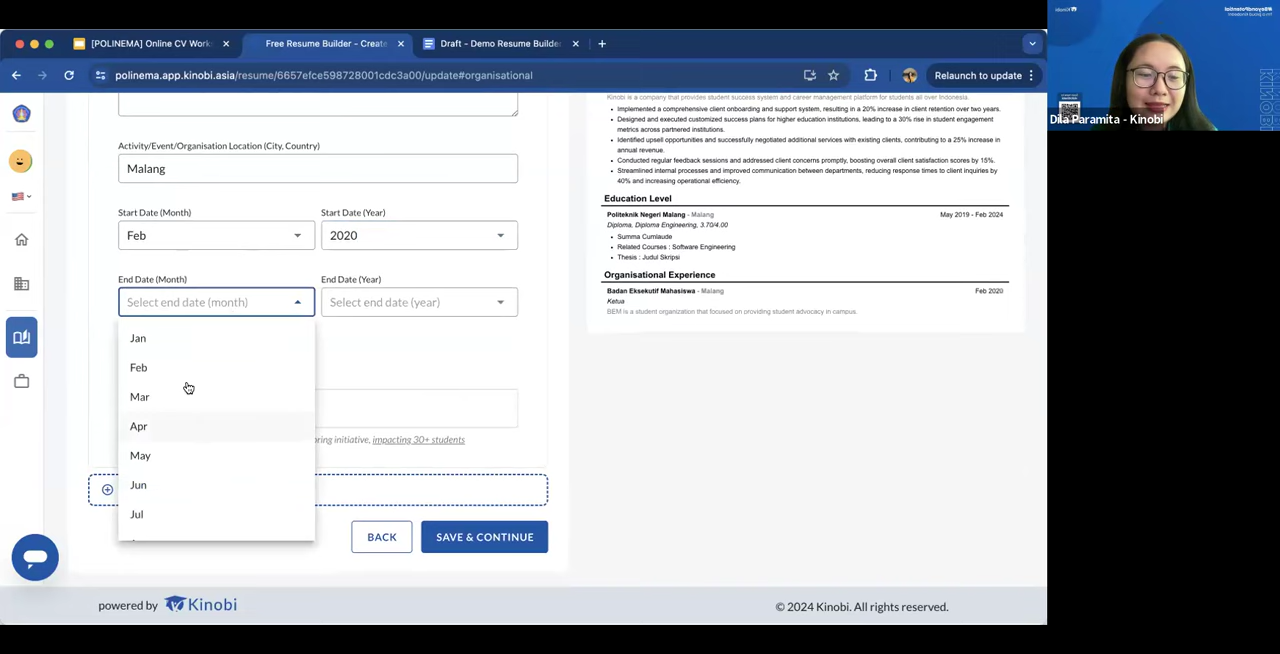 [POLINEMA] Online CV Work
Free Resume Builder - Create
Draft - Demo Resume Builder
polinema.app.kinobi.asia/resume/6657efce598728001cdc3a00/update#organisational
Relaunch to update
Activity/Event/Organisation Location (City, Country)
Malang
Start Date (Month)
Start Date (Year)
Feb
2020
End Date (Month)
End Date (Year)
Select end date (month)
Select end date (year)
Jan
Feb
Mar
Apr
May
Jun
Jul
ring initiative, impacting 30+ students
BACK
SAVE & CONTINUE
Kinobi is a company that provides student success system and career management platform for students all over Indonesia.
• Implemented a comprehensive client onboarding and support system, resulting in a 20% increase in client retention over two years.
• Designed and executed customized success plans for higher education institutions, leading to a 30% rise in student engagement
metrics across partnered institutions.
• Identified upsell opportunities and successfully negotiated additional services with existing clients, contributing to a 25% increase in
annual revenue.
• Conducted regular feedback sessions and addressed client concerns promptly, boosting overall client satisfaction scores by 15%.
• Streamlined internal processes and improved communication between departments, reducing response times to client inquiries by
40% and increasing operational efficiency.
Education Level
Politeknik Negeri Malang - Malang
May 2019 - Feb 2024
Diploma, Diploma Engineering, 3.70/4.00
• Summa Cumlaude
• Related Courses : Software Engineering
• Thesis : Judul Skripsi
Organisational Experience
Badan Eksekutif Mahasiswa - Malang
Feb 2020
Ketua
BEM is a student organization that focused on providing student advocacy in campus.
powered by Kinobi
© 2024 Kinobi. All rights reserved.
Dila Paramita - Kinobi
KINOBI